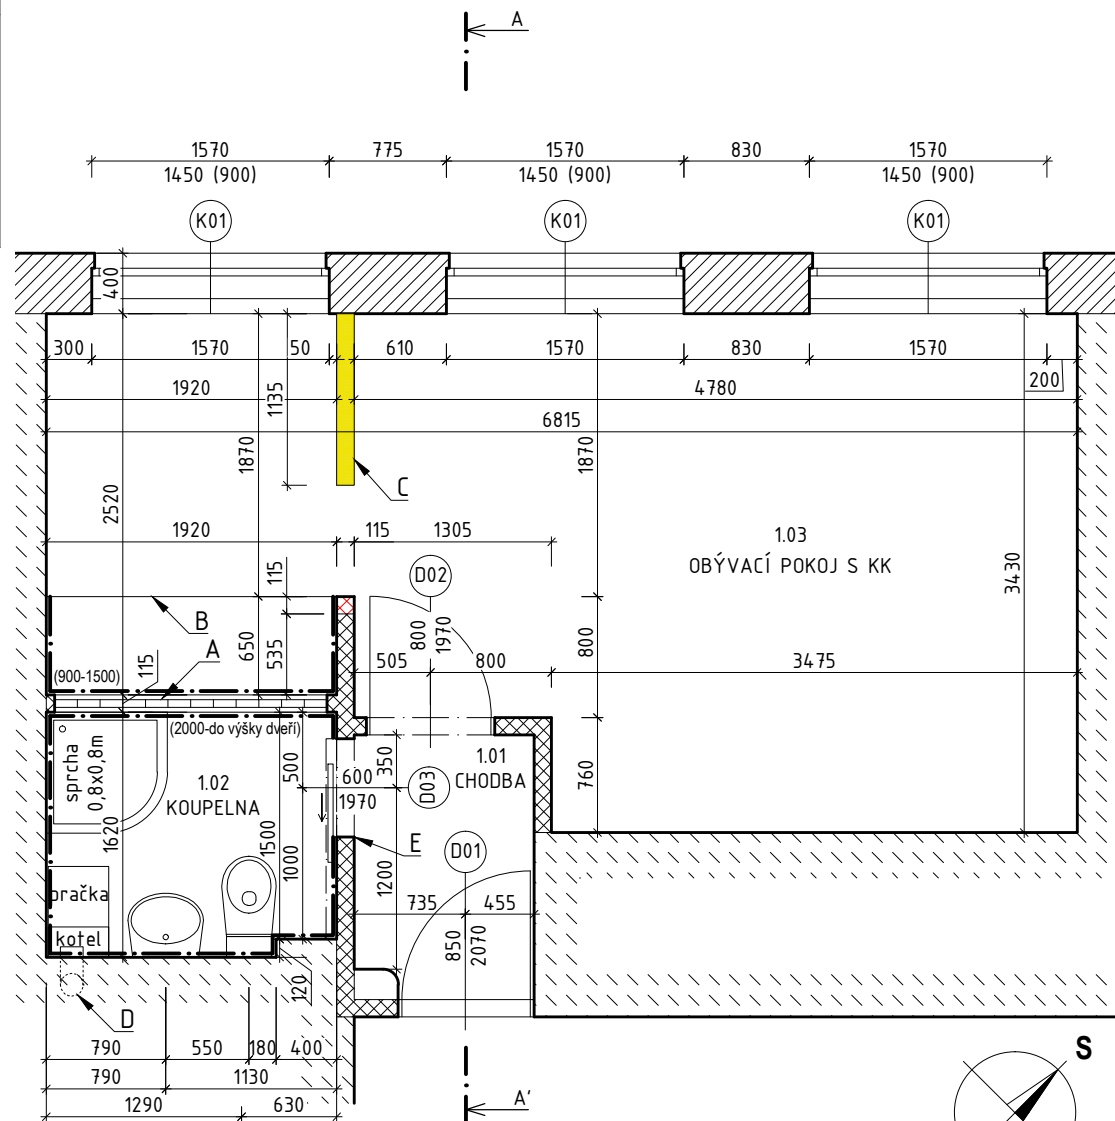 A
1570
775
1570
830
1570
1450 (900)
1450 (900)
1450 (900)
K01
K01
K01
400
300
1570
50
610
1570
830
1570
200
1920
4780
6815
1135
1870
1870
2520
C
1920
115
1305
1.03
OBÝVACÍ POKOJ S KK
3430
D02
115
800
1970
B
A
650
535
800
115
(900-1500)
505
800
3475
(2000-do výšky dveří)
sprcha
0,8x0,8m
1.02
KOUPELNA
500
600
1970
350
D03
1.01
CHODBA
760
1620
1500
1000
E
D01
1200
pračka
kotel
735
455
850
2070
120
D
790
550
180
400
790
1130
1290
630
A'
S